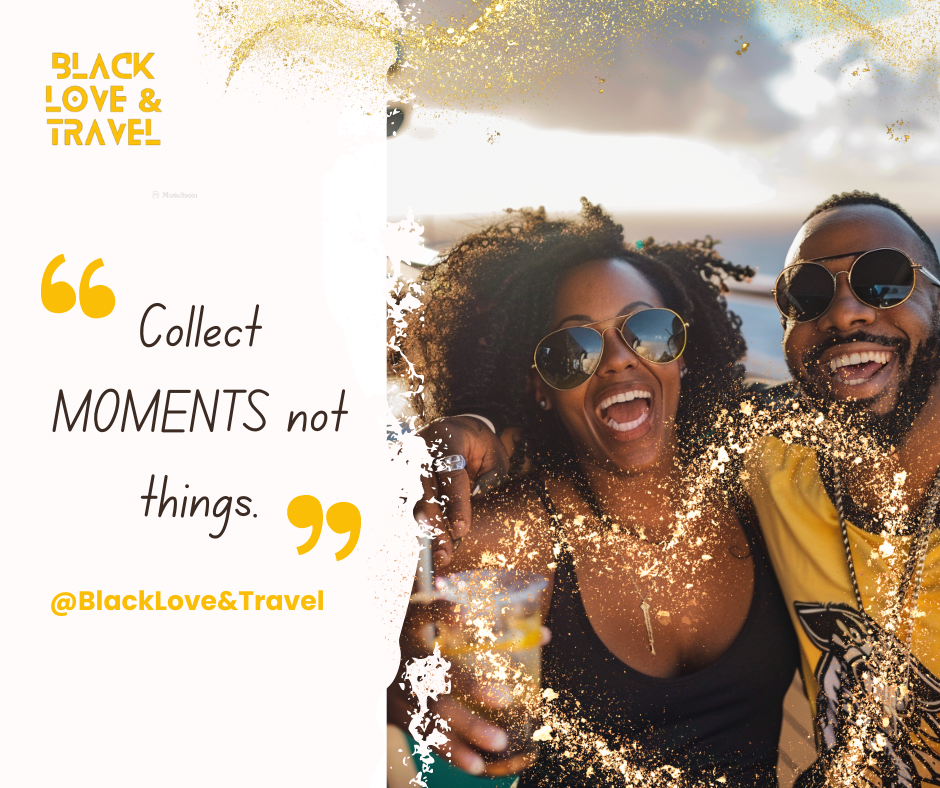 BLACK
LOVE &
TRAVEL
“ Collect
MOMENTS not
things. ”
@BlackLove&Travel